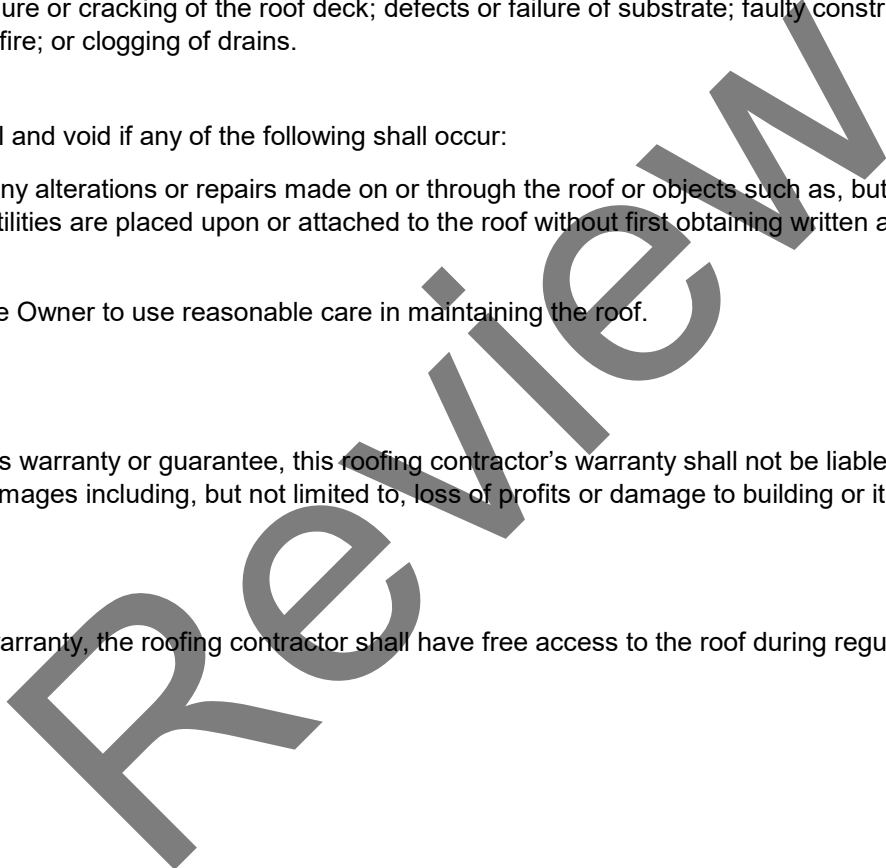 ure or cracking of the roof deck; defects or failure of substrate; faulty constr
fire; or clogging of drains.
l and void if any of the following shall occur:
ny alterations or repairs made on or through the roof or objects such as, but
tilities are placed upon or attached to the roof without first obtaining written a
e Owner to use reasonable care in maintaining the roof.
s warranty or guarantee, this roofing contractor’s warranty shall not be liable
mages including, but not limited to, loss of profits or damage to building or it
arranty, the roofing contractor shall have free access to the roof during regu
Review